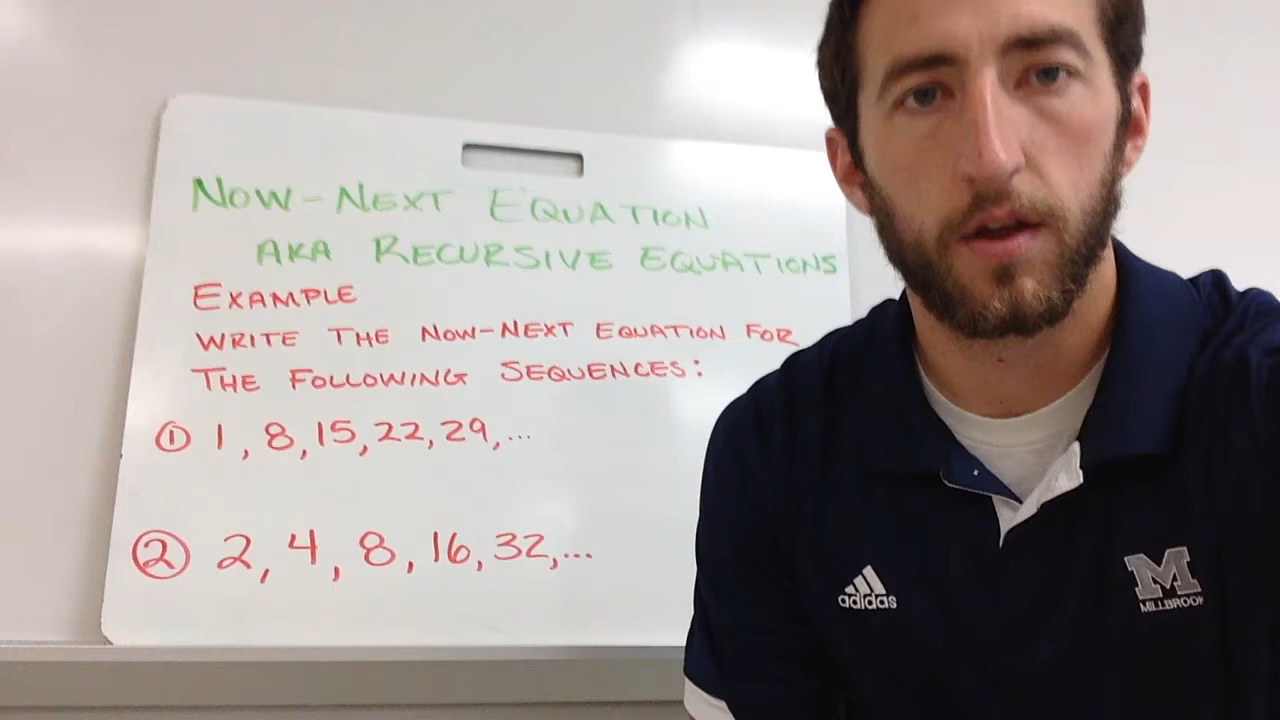 NOW-NEXT EQUATION
AKA RECURSIVE EQUATIONS
EXAMPLE
WRITE THE NOW-NEXT EQUATION FOR
THE FOLLOWING SEQUENCES:
① 1, 8, 15, 22, 29, ...
② 2, 4, 8, 16, 32, ...
adidas
M
MILLBROOK